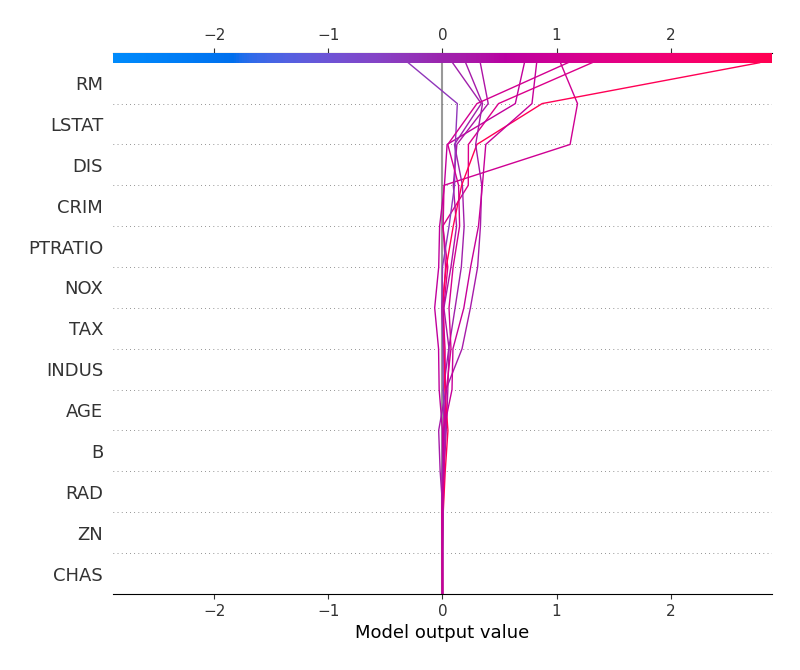 −2 −1 0 1 2
RM
LSTAT
DIS
CRIM
PTRATIO
NOX
TAX
INDUS
AGE
B
RAD
ZN
CHAS
−2 −1 0 1 2
Model output value